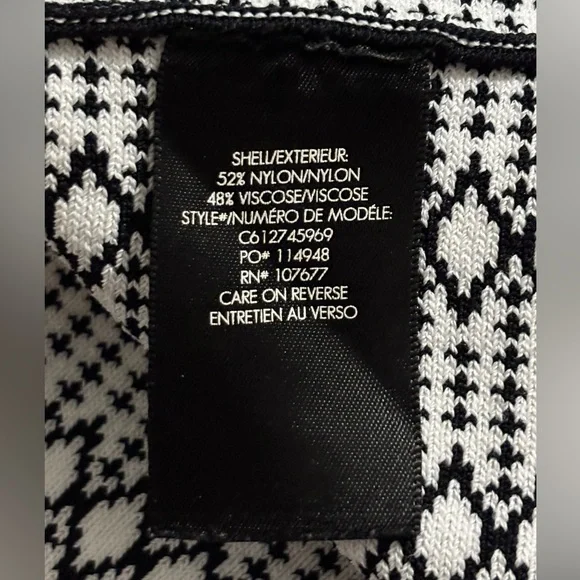 SHELL/EXTERIEUR:
52% NYLON/NYLON
48% VISCOSE/VISCOSE
STYLE#/NUMÉRO DE MODÉLE:
C612745969
PO# 114948
RN# 107677
CARE ON REVERSE
ENTRETIEN AU VERSO